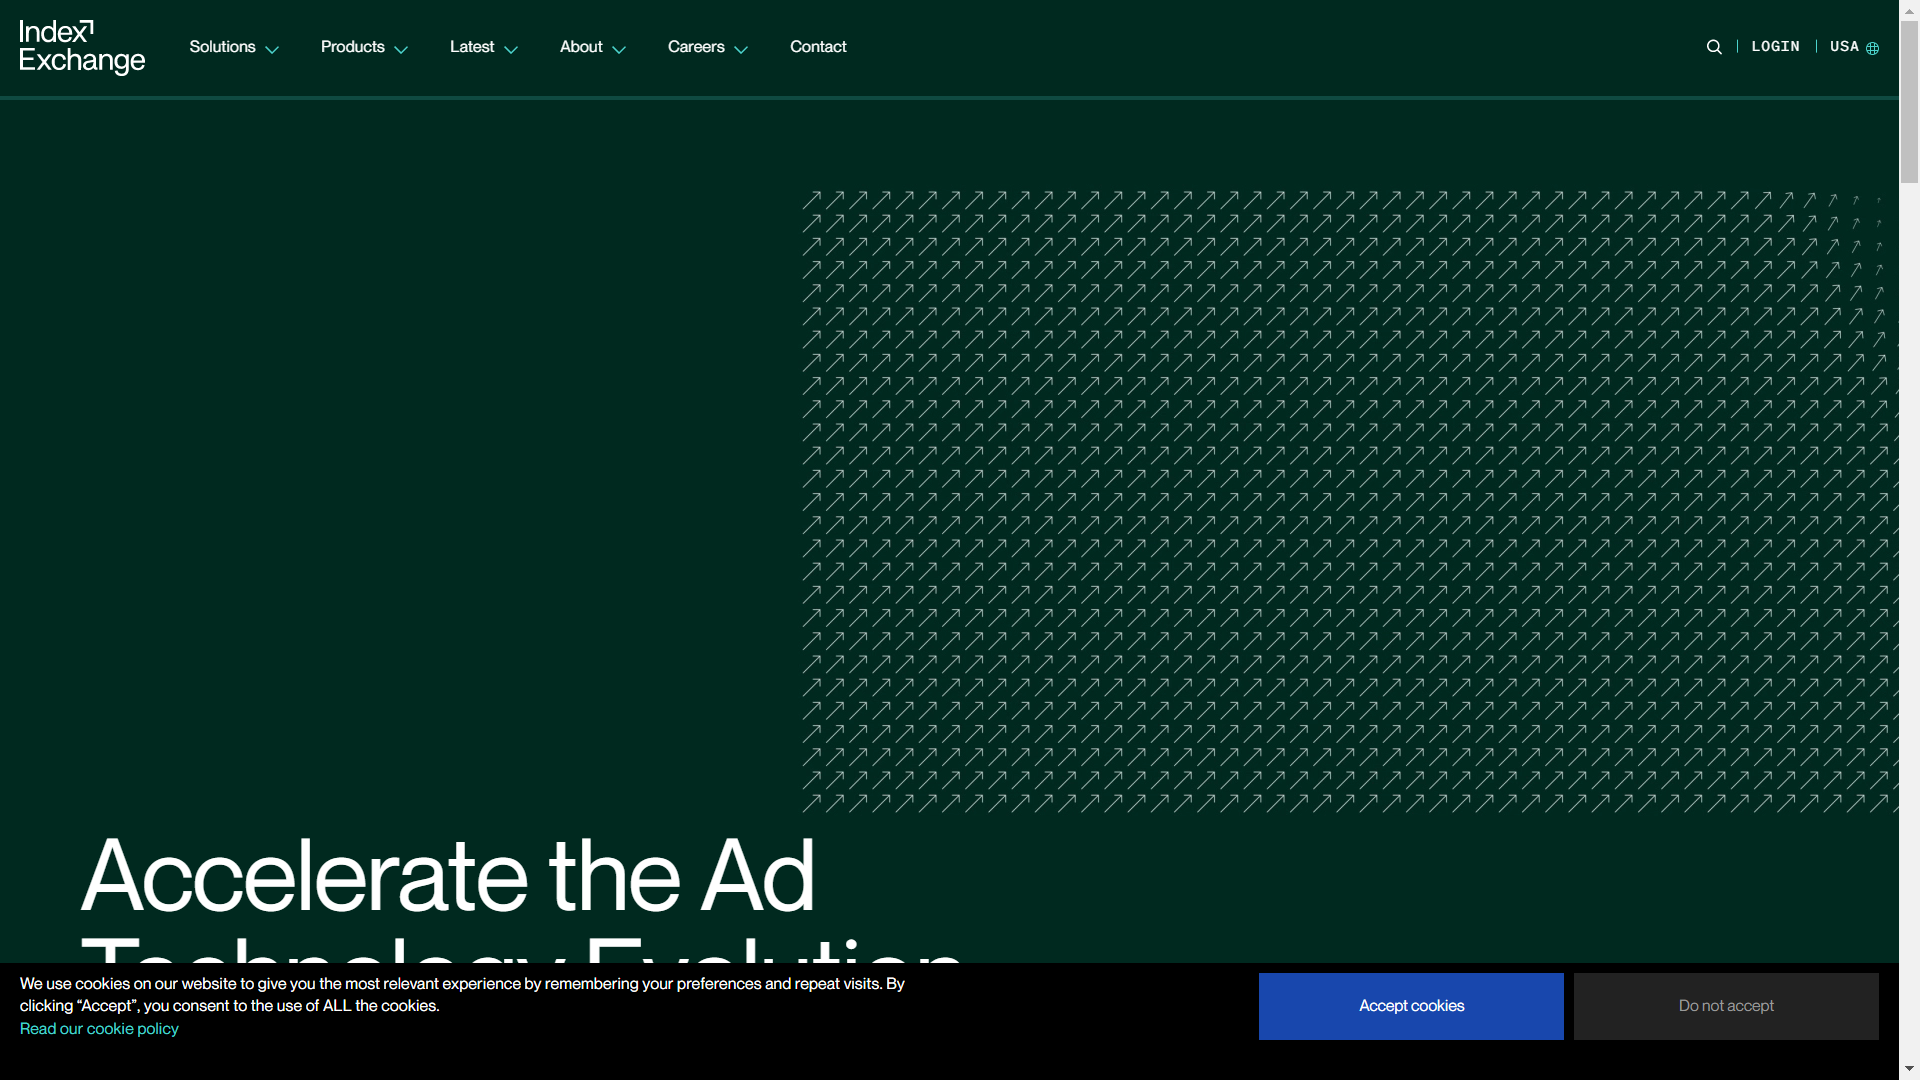 Index
Exchange
Solutions
Products
Latest
About
Careers
Contact
LOGIN
USA
Accelerate the Ad
Technology Evolution
We use cookies on our website to give you the most relevant experience by remembering your preferences and repeat visits. By
clicking “Accept”, you consent to the use of ALL the cookies.
Read our cookie policy
Accept cookies
Do not accept